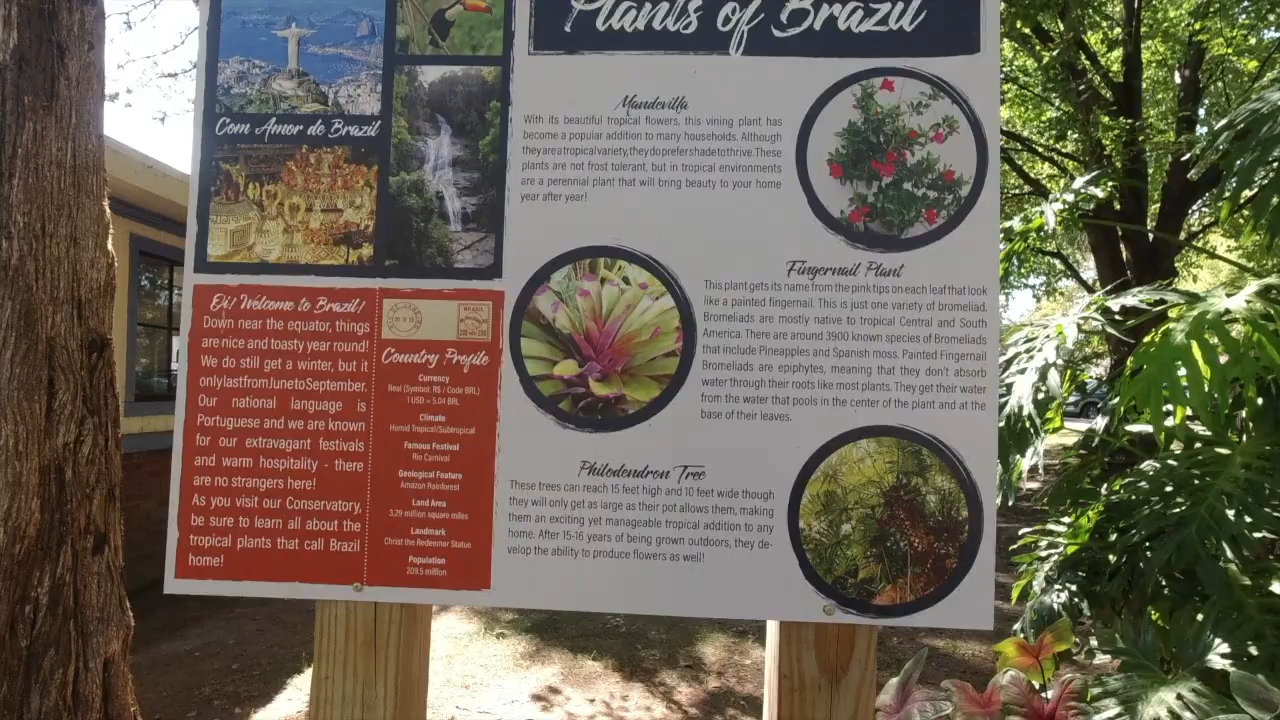 Plants of Brazil
Com Amor de Brazil
Mandevilla
With its beautiful tropical flowers, this vining plant has
become a popular addition to many households. Although
they are a tropical variety, they do prefer shade to thrive. These
plants are not frost tolerant, but in tropical environments
are a perennial plant that will bring beauty to your home
year after year!
Fingernail Plant
This plant gets its name from the pink tips on each leaf that look
like a painted fingernail. This is just one variety of bromeliad.
Bromeliads are mostly native to tropical Central and South
America. There are around 3900 known species of Bromeliads
that include Pineapples and Spanish moss. Painted Fingernail
Bromeliads are epiphytes, meaning that they don't absorb
water through their roots like most plants. They get their water
from the water that pools in the center of the plant and at the
base of their leaves.
Philodendron Tree
These trees can reach 15 feet high and 10 feet wide though
they will only get as large as their pot allows them, making
them an exciting yet manageable tropical addition to any
home. After 15-16 years of being grown outdoors, they de-
velop the ability to produce flowers as well!
Oi! Welcome to Brazil!
Down near the equator, things
are nice and toasty year round!
We do still get a winter, but it
only last from June to September.
Our national language is
Portuguese and we are known
for our extravagant festivals
and warm hospitality - there
are no strangers here!
As you visit our Conservatory,
be sure to learn all about the
tropical plants that call Brazil
home!
BRASIL
Country Profile
Currency
Real (Symbol: R$ / Code BRL)
1 USD = 5.04 BRL
Climate
Humid Tropical/Subtropical
Famous Festival
Rio Carnival
Geological Feature
Amazon Rainforest
Land Area
3.29 million square miles
Landmark
Christ the Redeemer Statue
Population
209.5 million